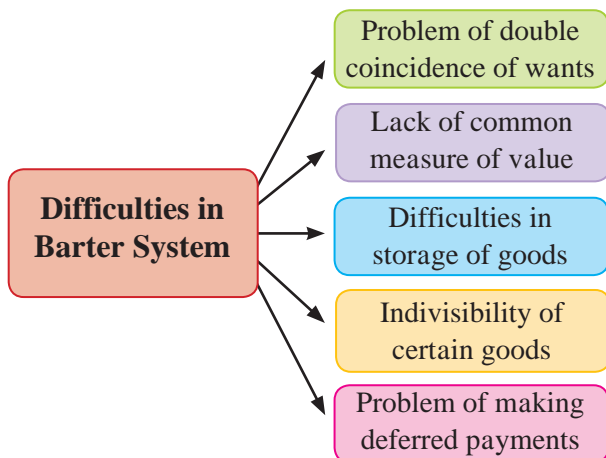 Difficulties in
Barter System
Problem of double
coincidence of wants
Lack of common
measure of value
Difficulties in
storage of goods
Indivisibility of
certain goods
Problem of making
deferred payments